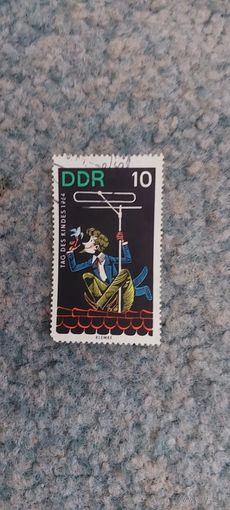 DDR 10
TAG DES KINDES 1964
KLEMKE